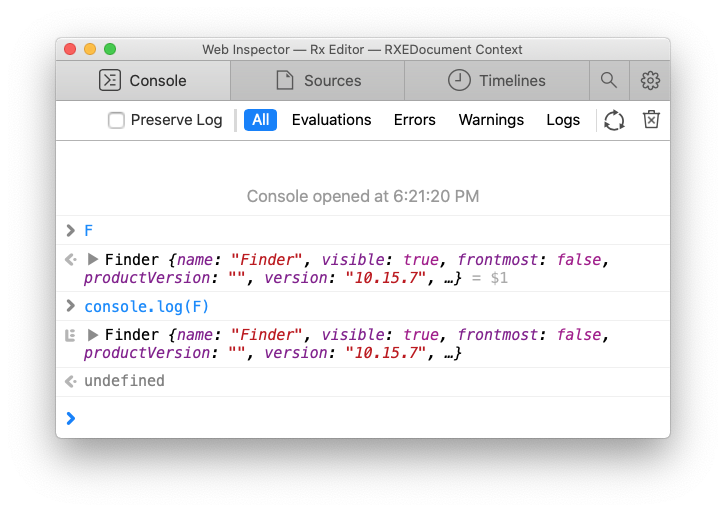 Web Inspector — Rx Editor — RXEDocument Context
Console Sources Timelines
Preserve Log All Evaluations Errors Warnings Logs
Console opened at 6:21:20 PM
F
Finder {name: "Finder", visible: true, frontmost: false,
productVersion: "", version: "10.15.7", …} = $1
console.log(F)
Finder {name: "Finder", visible: true, frontmost: false,
productVersion: "", version: "10.15.7", …}
undefined